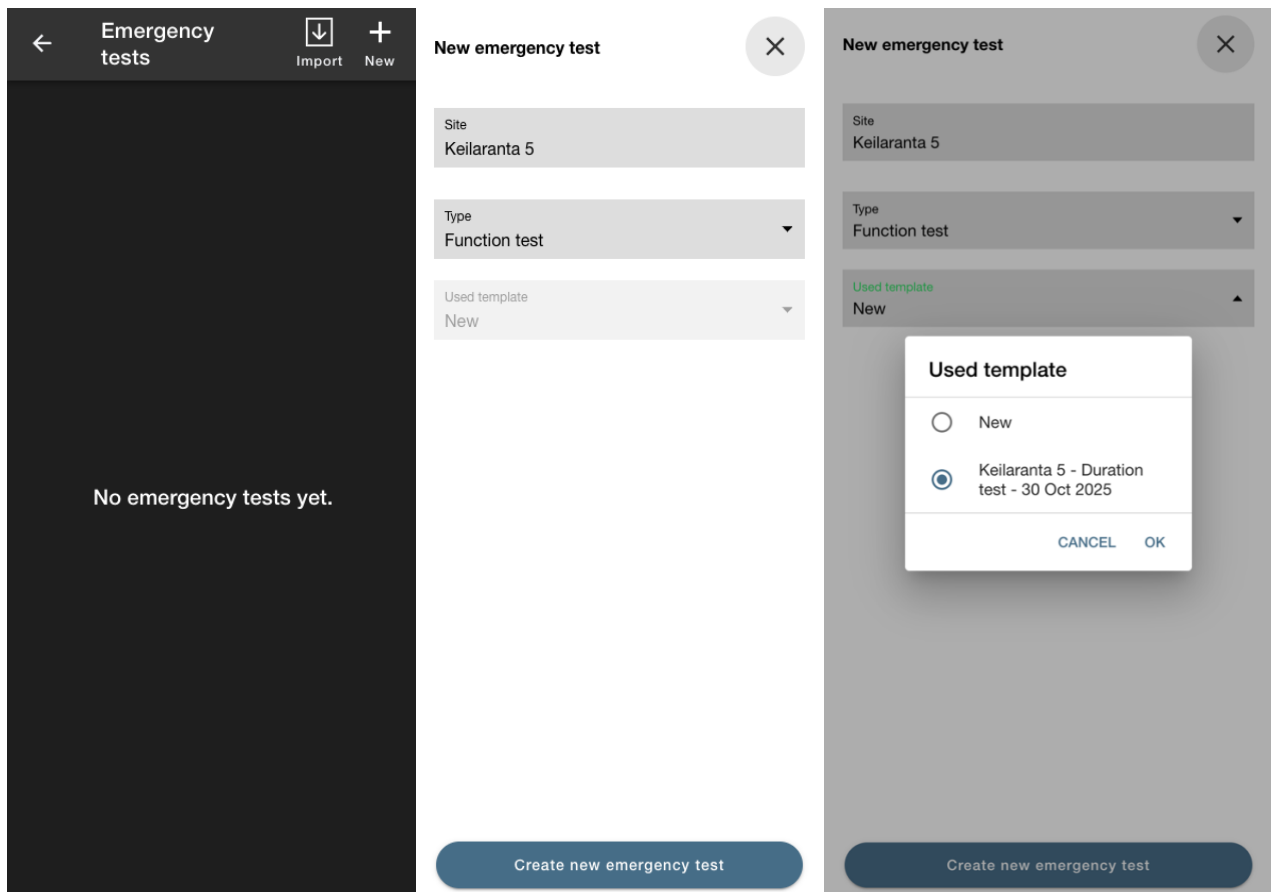 Emergency
tests
Import
New
No emergency tests yet.
New emergency test
Site
Keilaranta 5
Type
Function test
Used template
New
Create new emergency test
New emergency test
Site
Keilaranta 5
Type
Function test
Used template
New
Used template
New
Keilaranta 5 - Duration
test - 30 Oct 2025
CANCEL
OK
Create new emergency test